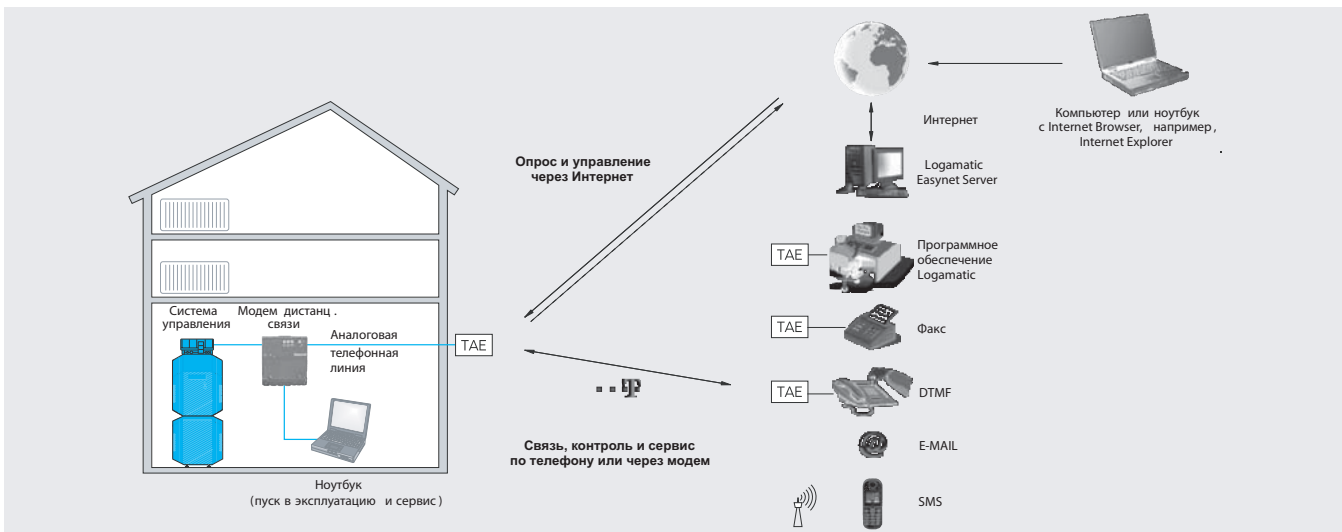 Интернет
Компьютер или ноутбук
с Internet Browser, например,
Internet Explorer
Опрос и управление
через Интернет
Logamatic
Easynet Server
TAE
Программное
обеспечение
Logamatic
Система
управления
Модем дистанц.
связи
Аналоговая
телефонная
линия
TAE
TAE
Факс
T
TAE
DTMF
Связь, контроль и сервис
по телефону или через модем
E-MAIL
Ноутбук
(пуск в эксплуатацию и сервис)
SMS